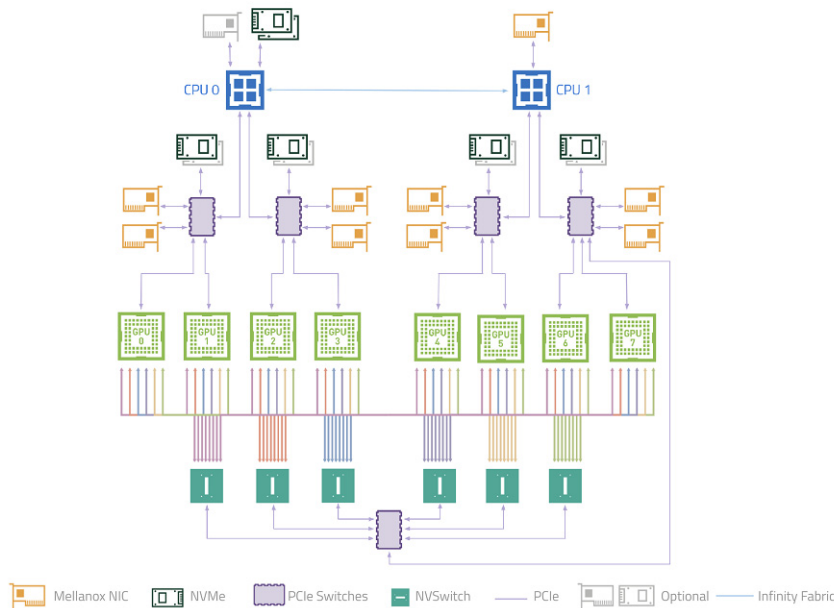 CPU 0
CPU 1
GPU
0
GPU
1
GPU
2
GPU
3
GPU
4
GPU
5
GPU
6
GPU
7
Mellanox NIC
NVMe
PCIe Switches
NVSwitch
PCIe
Optional
Infinity Fabric